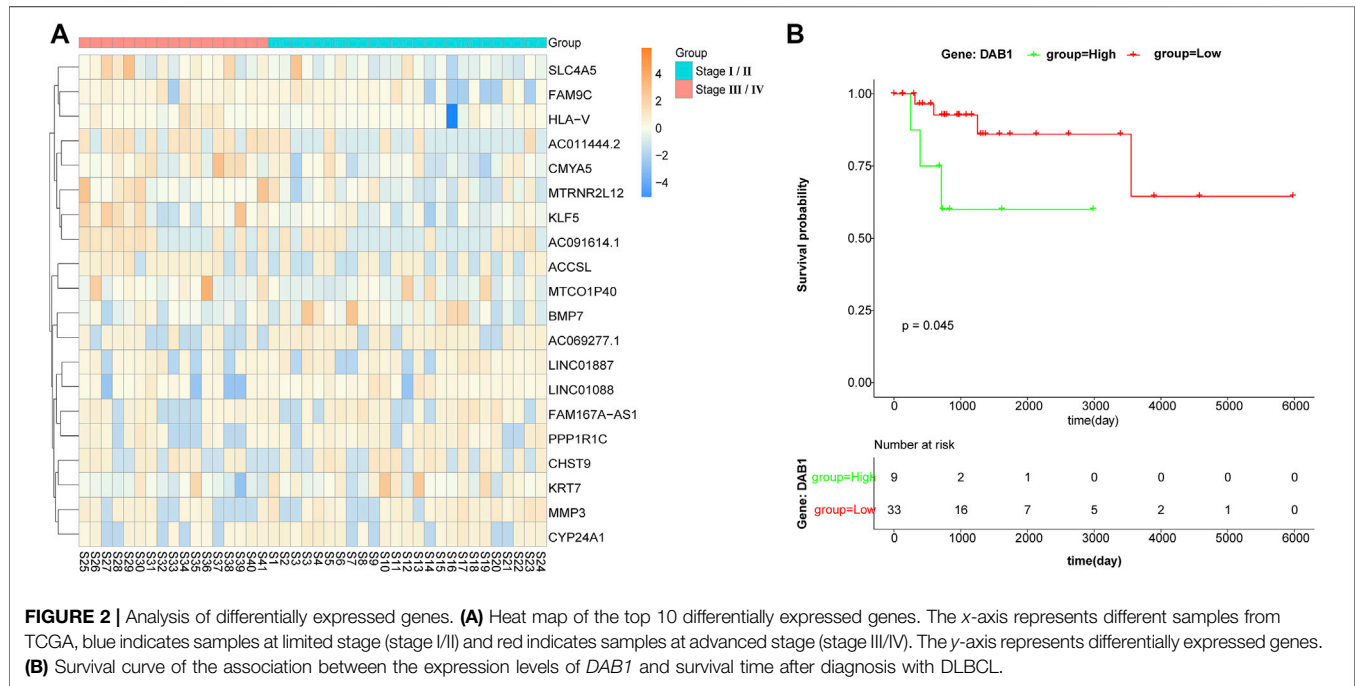 A
Group
SLC4A5
FAM9C
HLA-V
AC011444.2
CMYA5
MTRNR2L12
KLF5
AC091614.1
ACCSL
MTCO1P40
BMP7
AC069277.1
LINC01887
LINC01088
FAM167A-AS1
PPP1R1C
CHST9
KRT7
MMP3
CYP24A1
S25 S26 S27 S28 S29 S30 S31 S32 S33 S34 S35 S36 S37 S38 S39 S40 S41 S1 S2 S3 S4 S5 S6 S7 S8 S9 S10 S11 S12 S13 S14 S15 S16 S17 S18 S19 S20 S21 S22 S23 S24
4
2
0
−2
−4
Group
Stage I / II
Stage III / IV
B
Gene: DAB1 group=High group=Low
Survival probability
1.00
0.75
0.50
0.25
0.00
p = 0.045
0 1000 2000 3000 4000 5000 6000
time(day)
Number at risk
Gene: DAB1
group=High 9 2 1 0 0 0 0
group=Low 33 16 7 5 2 1 0
0 1000 2000 3000 4000 5000 6000
time(day)
FIGURE 2 | Analysis of differentially expressed genes. (A) Heat map of the top 10 differentially expressed genes. The x-axis represents different samples from
TCGA, blue indicates samples at limited stage (stage I/II) and red indicates samples at advanced stage (stage III/IV). The y-axis represents differentially expressed genes.
(B) Survival curve of the association between the expression levels of DAB1 and survival time after diagnosis with DLBCL.